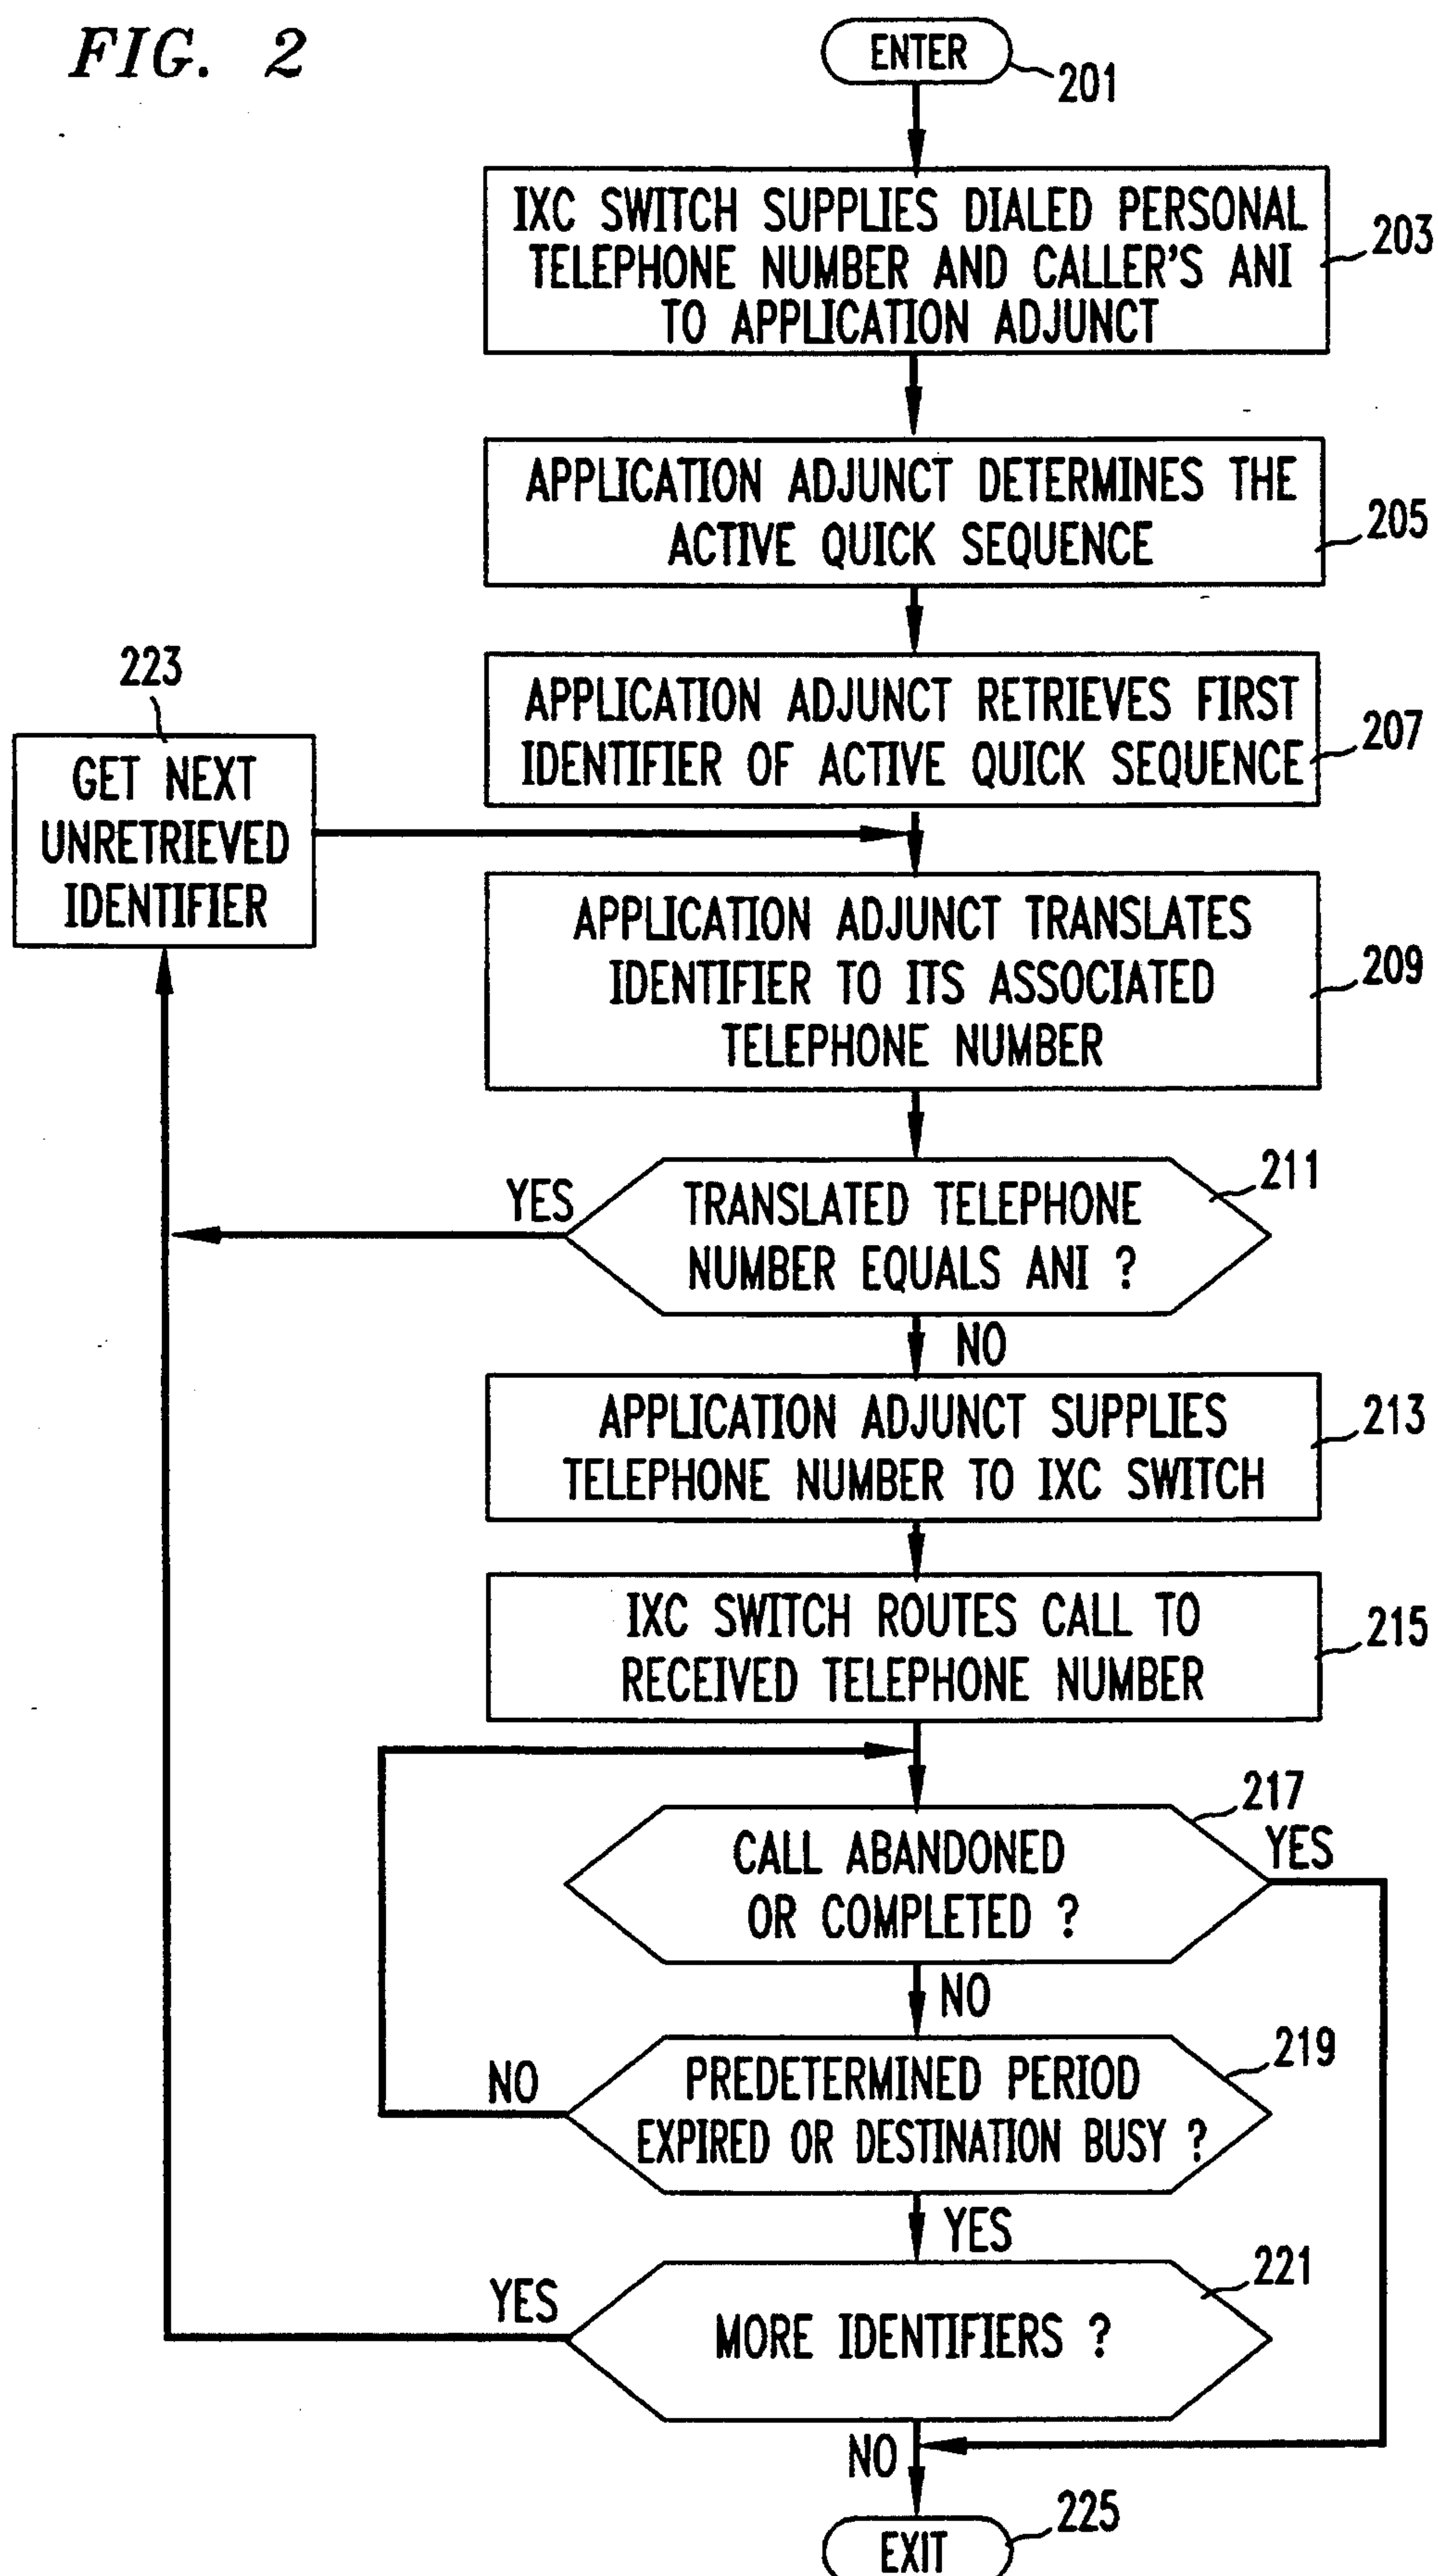 FIG. 2
ENTER
201
IXC SWITCH SUPPLIES DIALED PERSONAL
TELEPHONE NUMBER AND CALLER'S ANI
TO APPLICATION ADJUNCT
203
APPLICATION ADJUNCT DETERMINES THE
ACTIVE QUICK SEQUENCE
205
APPLICATION ADJUNCT RETRIEVES FIRST
IDENTIFIER OF ACTIVE QUICK SEQUENCE
207
223
GET NEXT
UNRETRIEVED
IDENTIFIER
APPLICATION ADJUNCT TRANSLATES
IDENTIFIER TO ITS ASSOCIATED
TELEPHONE NUMBER
209
211
YES
TRANSLATED TELEPHONE
NUMBER EQUALS ANI ?
NO
APPLICATION ADJUNCT SUPPLIES
TELEPHONE NUMBER TO IXC SWITCH
213
IXC SWITCH ROUTES CALL TO
RECEIVED TELEPHONE NUMBER
215
217
CALL ABANDONED
OR COMPLETED ?
YES
NO
219
NO
PREDETERMINED PERIOD
EXPIRED OR DESTINATION BUSY ?
YES
221
YES
MORE IDENTIFIERS ?
NO
EXIT
225